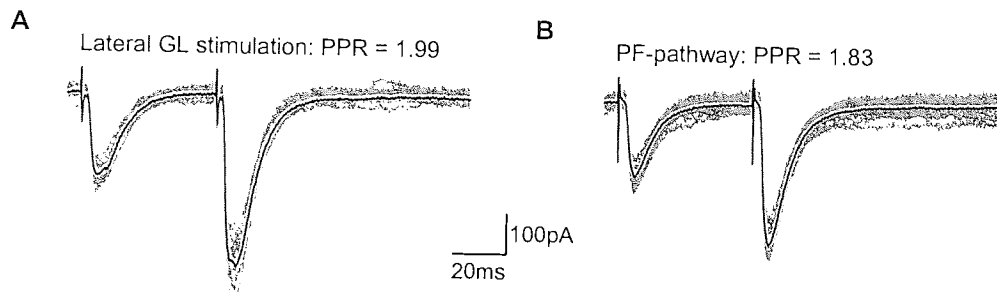 A
Lateral GL stimulation: PPR = 1.99
B
PF-pathway: PPR = 1.83
100pA
20ms